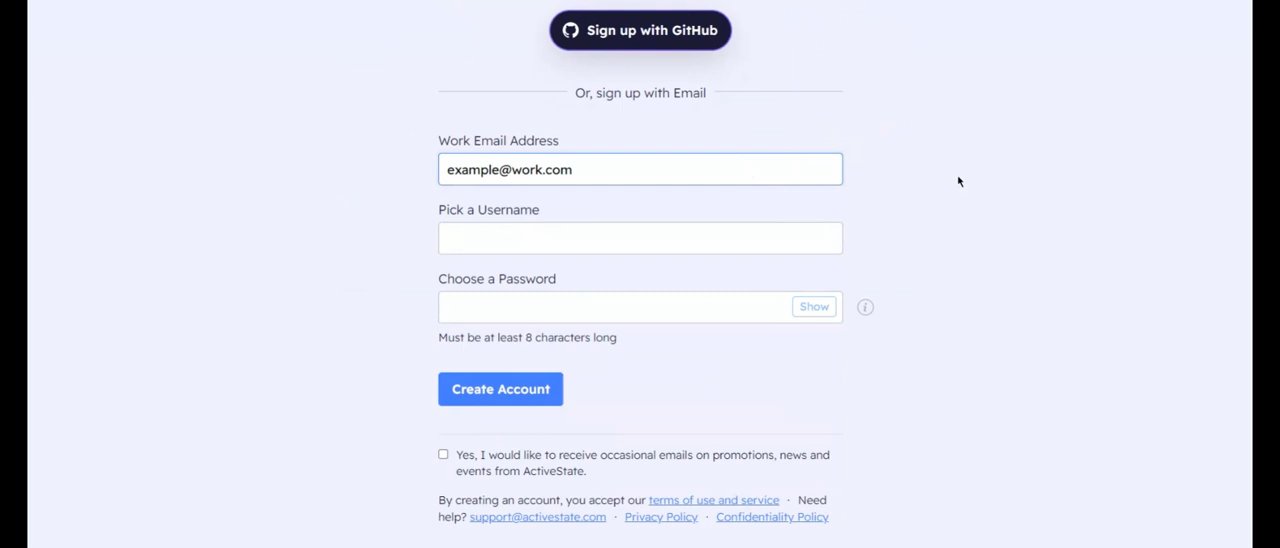 Sign up with GitHub
Or, sign up with Email
Work Email Address
example@work.com
Pick a Username
Choose a Password
Show
Must be at least 8 characters long
Create Account
Yes, I would like to receive occasional emails on promotions, news and
events from ActiveState.
By creating an account, you accept our terms of use and service · Need
help? support@activestate.com · Privacy Policy · Confidentiality Policy